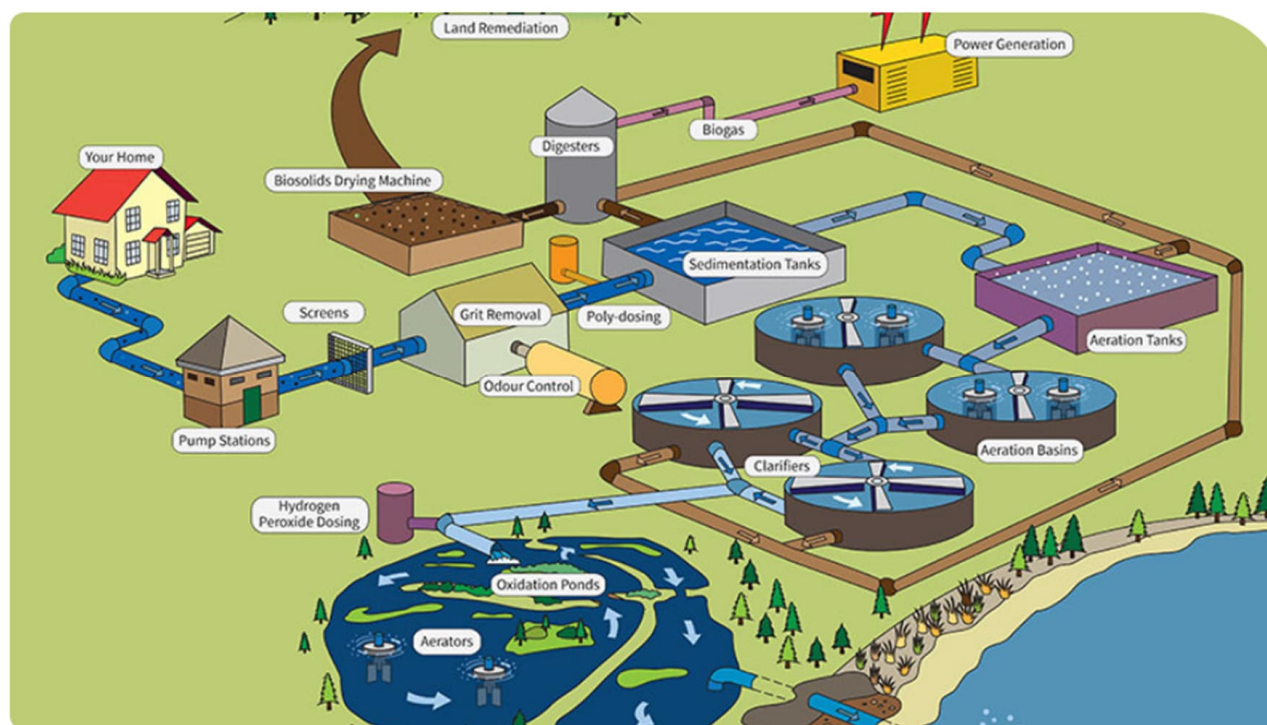 Land Remediation
Power Generation
Biogas
Digesters
Your Home
Biosolids Drying Machine
Sedimentation Tanks
Screens
Grit Removal
Poly-dosing
Aeration Tanks
Odour Control
Pump Stations
Aeration Basins
Clarifiers
Hydrogen
Peroxide Dosing
Oxidation Ponds
Aerators